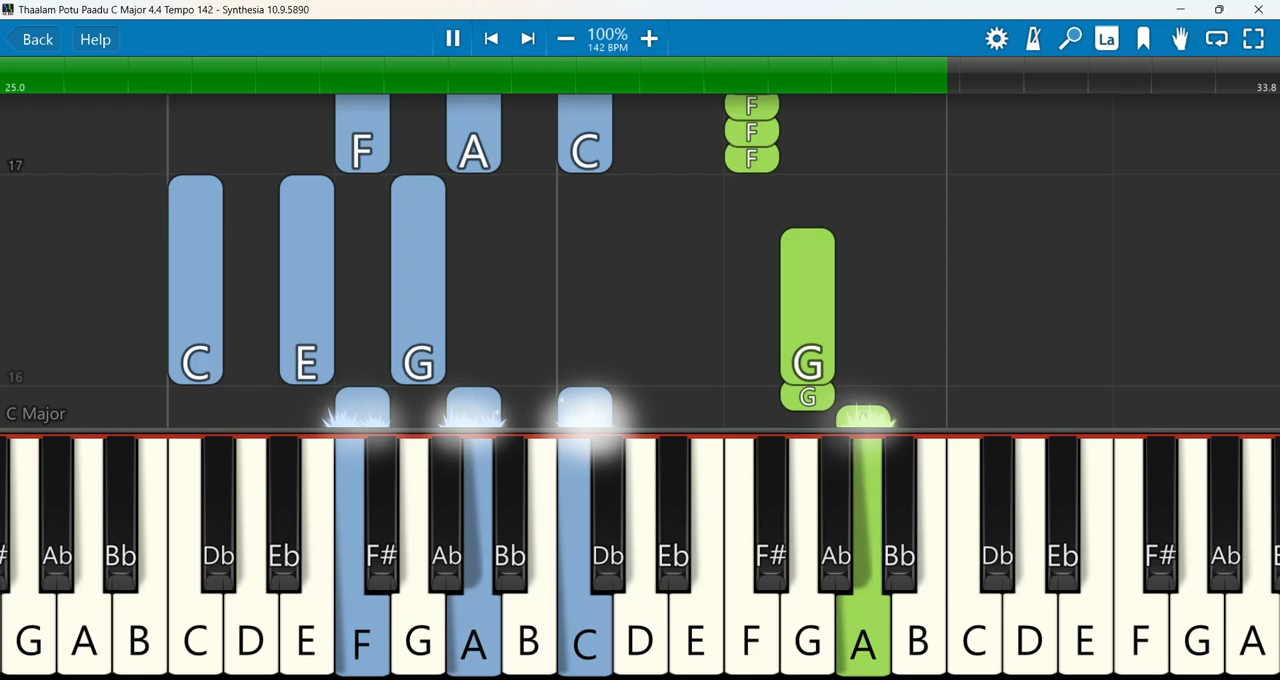 Thaalam Potu Paadu C Major 4.4 Tempo 142 - Synthesia 10.9.5890
Back Help 100% La
142 BPM
25.0 33.8
F
F A C F
17 F
C E G G
16 G
C Major
Ab Bb Db Eb F# Ab Bb Db Eb F# Ab Bb Db Eb F# Ab
G A B C D E F G A B C D E F G A B C D E F G A